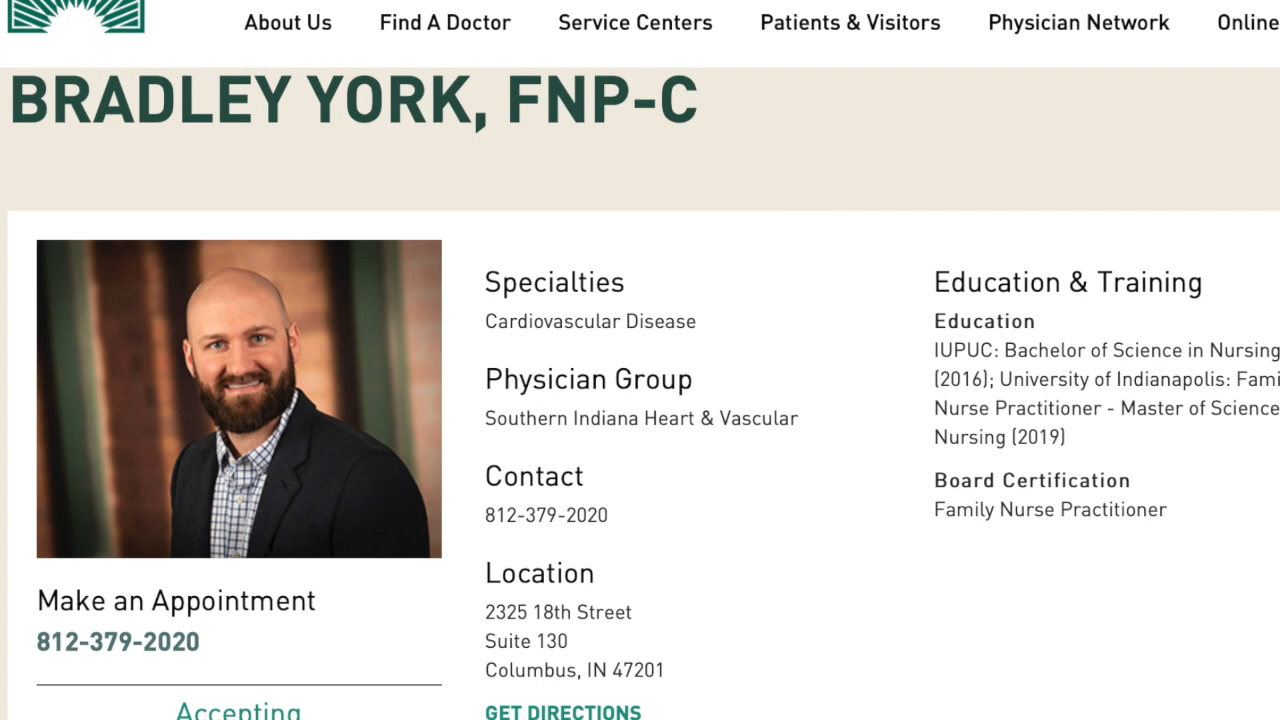 About Us Find A Doctor Service Centers Patients & Visitors Physician Network Online
BRADLEY YORK, FNP-C
Make an Appointment
812-379-2020
Accepting
Specialties
Cardiovascular Disease
Physician Group
Southern Indiana Heart & Vascular
Contact
812-379-2020
Location
2325 18th Street
Suite 130
Columbus, IN 47201
GET DIRECTIONS
Education & Training
Education
IUPUC: Bachelor of Science in Nursing
(2016); University of Indianapolis: Fami
Nurse Practitioner - Master of Science
Nursing (2019)
Board Certification
Family Nurse Practitioner